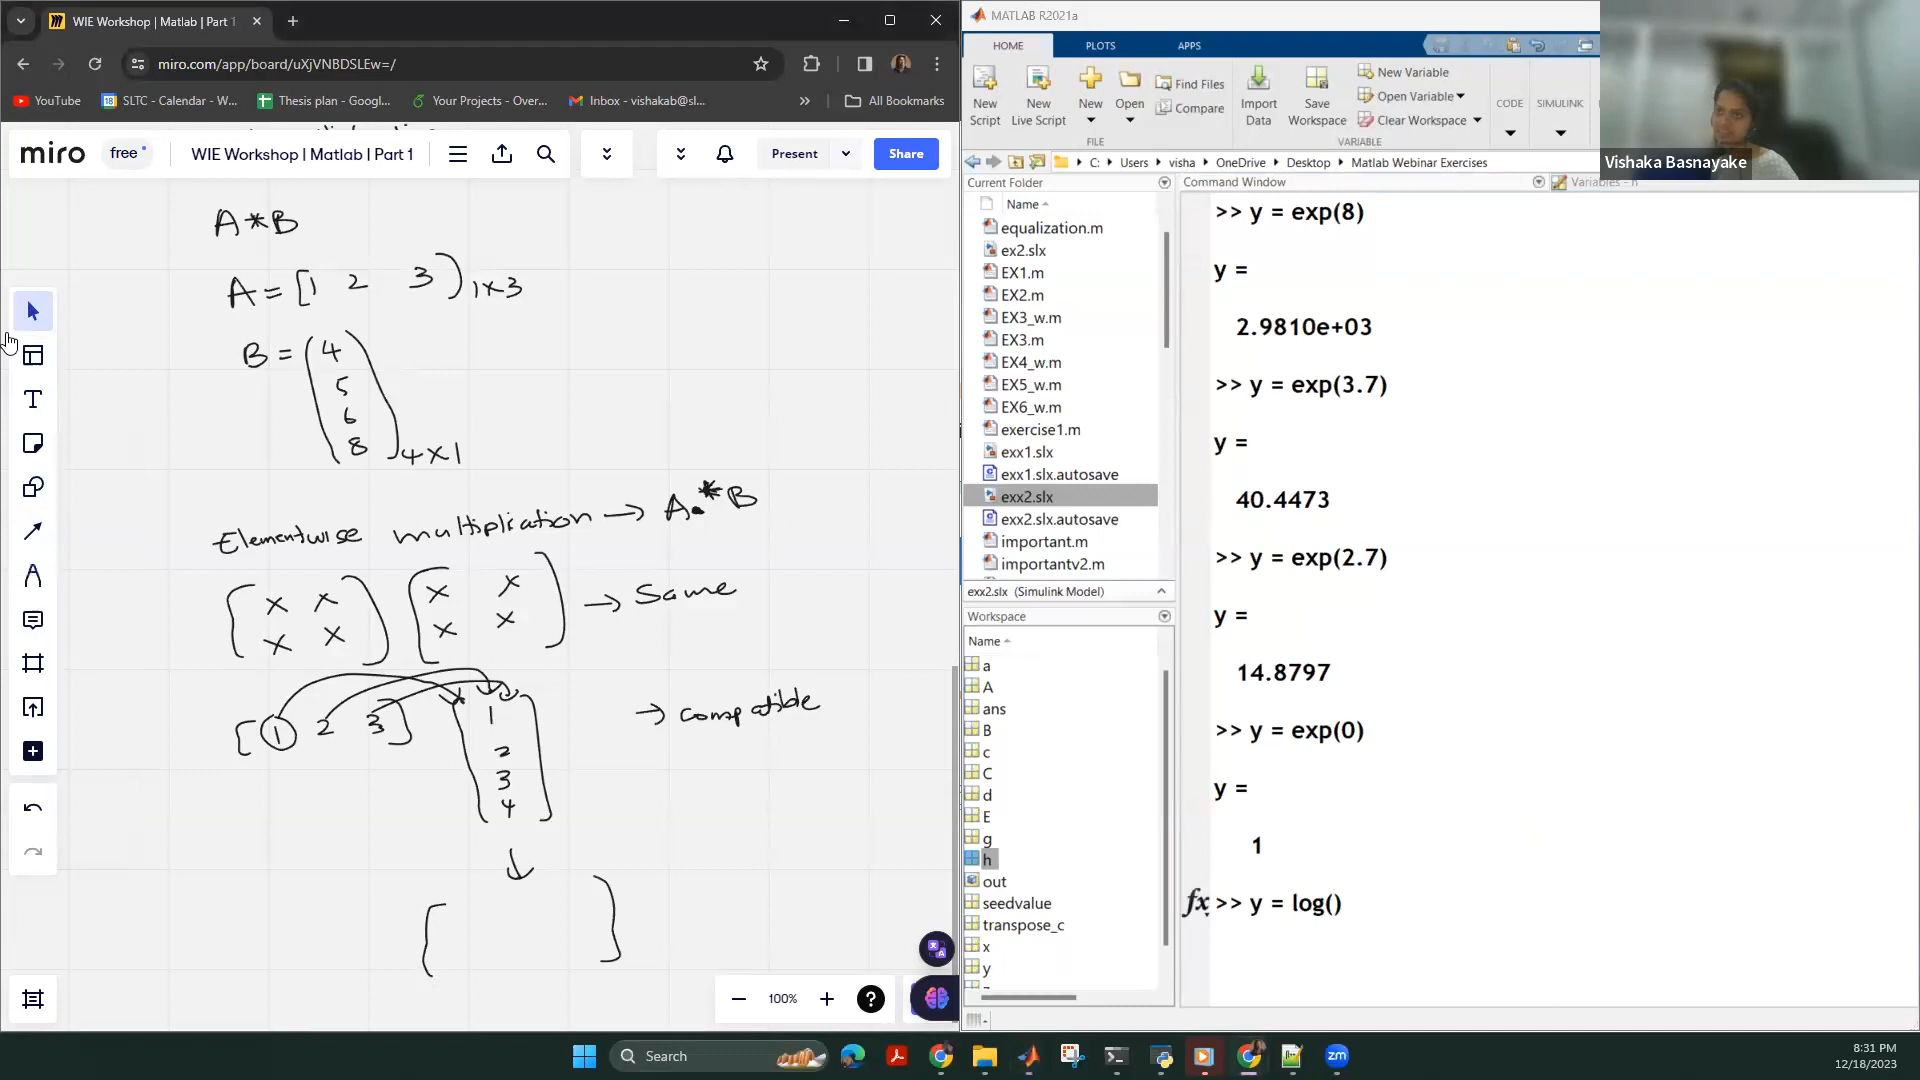 WIE Workshop | Matlab | Part 1
miro.com/app/board/uXjVNBDSLEw=/
YouTube
SLTC - Calendar - W...
Thesis plan - Googl...
Your Projects - Over...
Inbox - vishakab@sl...
All Bookmarks
miro
free
WIE Workshop | Matlab | Part 1
Present
Share
A*B
A = [1 2 3) 1x3
B = (4
5
6
8) 4x1
Elementwise multiplication → A.*B
[x x
x x] [x x
x x] → Same
[1 2 3] [1
2
3
4] → compatible
100%
MATLAB R2021a
HOME
PLOTS
APPS
New Script
New Live Script
New
Open
Find Files
Compare
FILE
Import Data
Save Workspace
New Variable
Open Variable
Clear Workspace
VARIABLE
CODE
SIMULINK
Vishaka Basnayake
C: Users visha OneDrive Desktop Matlab Webinar Exercises
Current Folder
Name
equalization.m
ex2.slx
EX1.m
EX2.m
EX3_w.m
EX3.m
EX4_w.m
EX5_w.m
EX6_w.m
exercise1.m
exx1.slx
exx1.slx.autosave
exx2.slx
exx2.slx.autosave
important.m
importantv2.m
exx2.slx (Simulink Model)
Workspace
Name
a
A
ans
B
c
C
d
E
g
h
out
seedvalue
transpose_c
x
y
Command Window
Variables - h
>> y = exp(8)
y =
2.9810e+03
>> y = exp(3.7)
y =
40.4473
>> y = exp(2.7)
y =
14.8797
>> y = exp(0)
y =
1
fx >> y = log()
Search
8:31 PM
12/18/2023